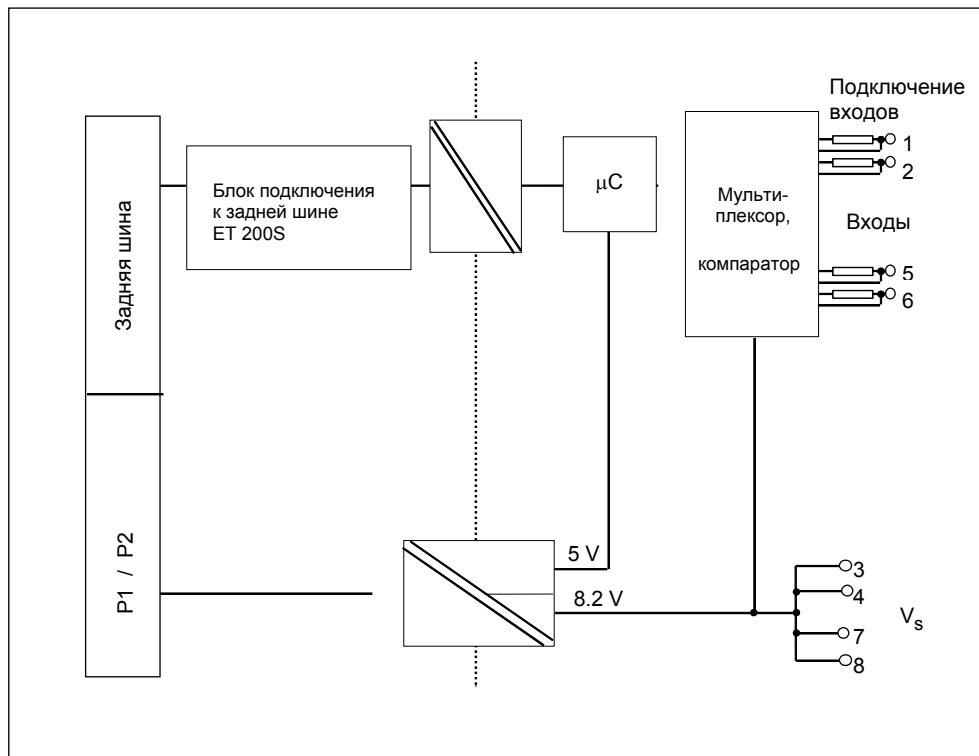 Подключение
входов
1
2
Задняя шина
Блок подключения
к задней шине
ET 200S
μC
Мульти-
плексор,
компаратор
Входы
5
6
P1 / P2
5 V
8.2 V
3
4
7
8
Vs